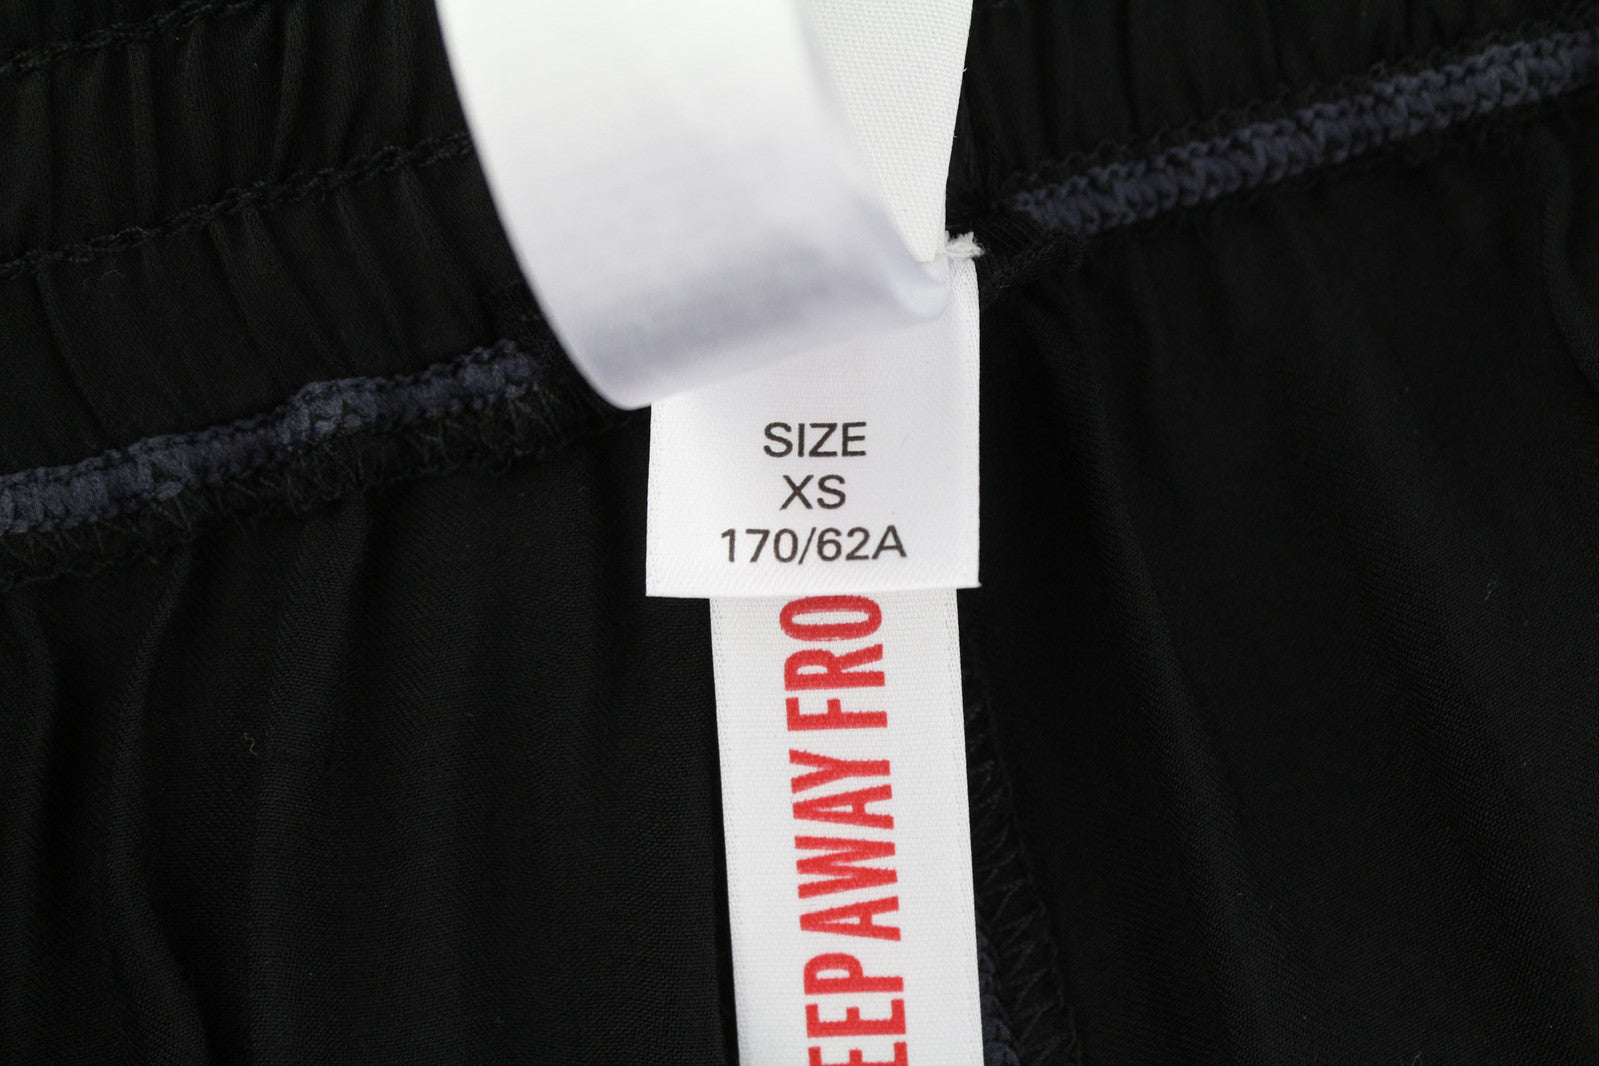 SIZE
XS
170/62A
EEP AWAY FRO